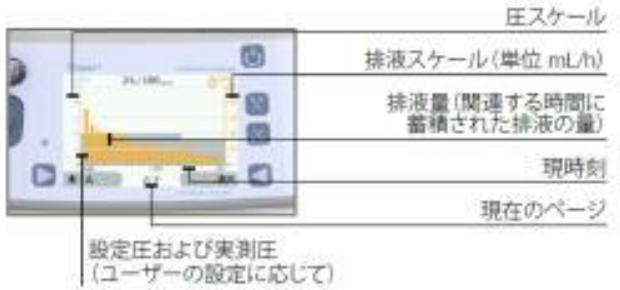 圧スケール
排液スケール（単位 mL/h）
排液量（関連する時間に
蓄積された排液の量）
現時刻
現在のページ
設定圧および実測圧
（ユーザーの設定に応じて）